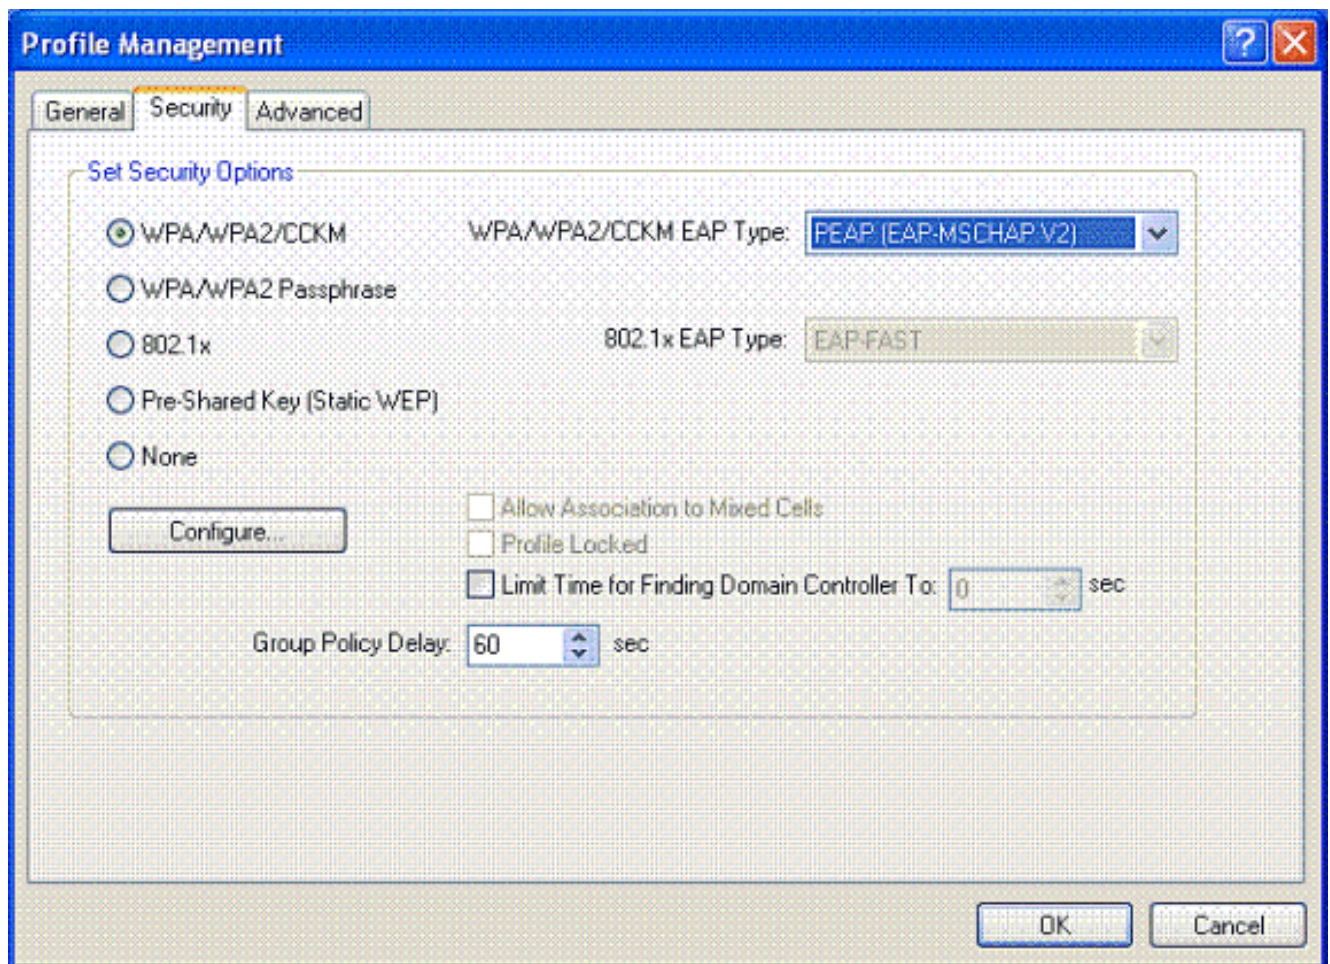 Profile Management
General Security Advanced
Set Security Options
WPA/WPA2/CCKM WPA/WPA2/CCKM EAP Type: PEAP (EAP-MSCHAP V2)
WPA/WPA2 Passphrase
802.1x 802.1x EAP Type: EAP-FAST
Pre-Shared Key (Static WEP)
None
Configure... Allow Association to Mixed Cells
Profile Locked
Limit Time for Finding Domain Controller To: 0 sec
Group Policy Delay: 60 sec
OK Cancel